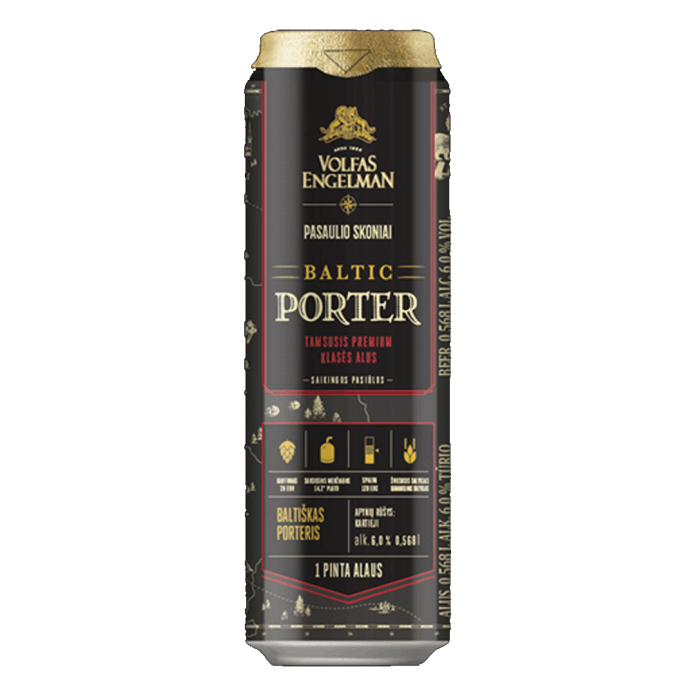 VOLFAS
ENGELMAN
PASAULIO SKONIAI
BALTIC
PORTER
TAMSUSIS PREMIUM
KLASĖS ALUS
SAIKINGOS PASIŪLOS
BALTIŠKAS
PORTERIS
APYNIŲ RŪŠYS:
KARTIEJI
alk. 6,0 % 0,568 l
1 PINTA ALAUS
BEER 0,568 l ALC. 6,0 % VOL
ALUS 0,568 l ALK. 6,0 % TŪRIO